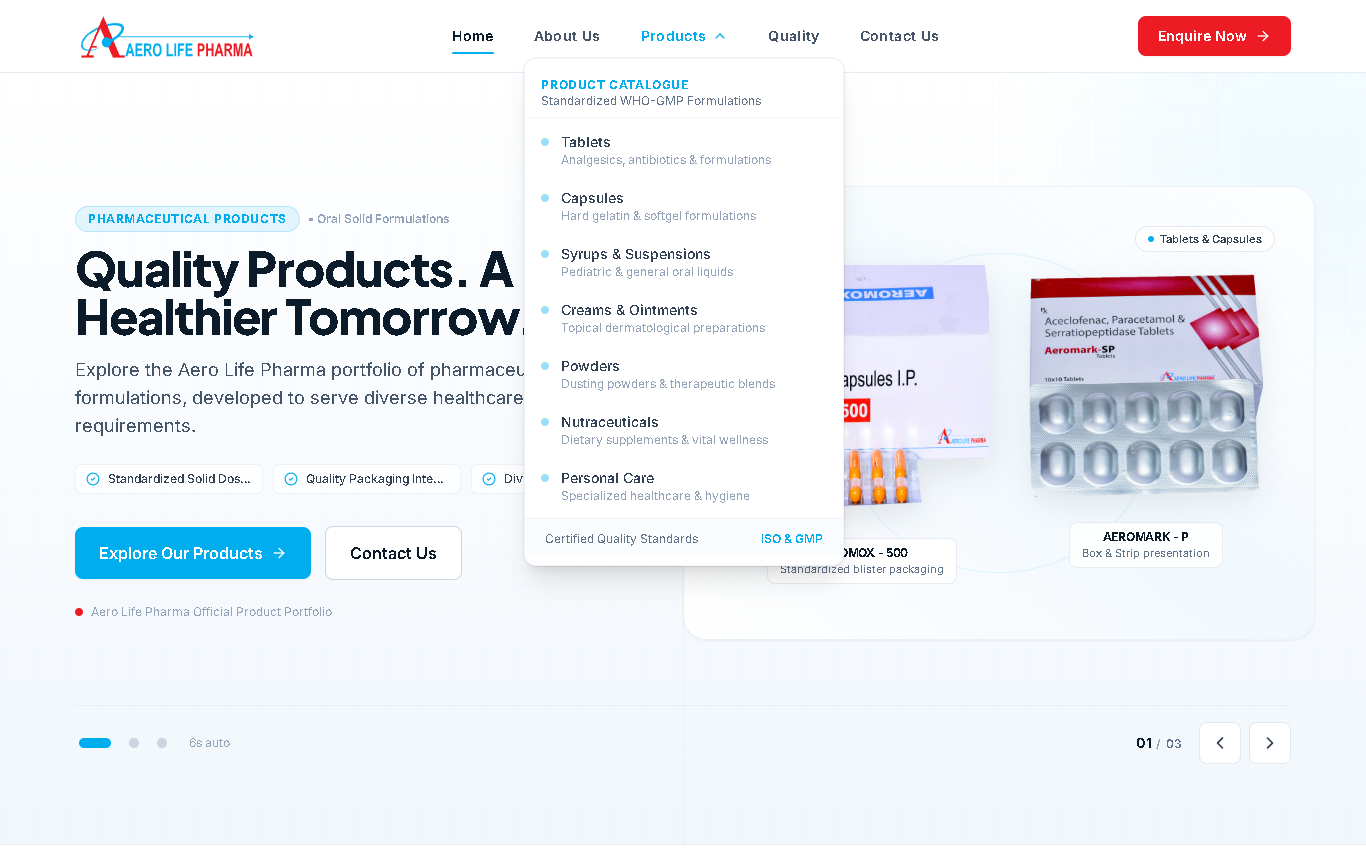 AERO LIFE PHARMA
Home
About Us
Products
Quality
Contact Us
Enquire Now
PRODUCT CATALOGUE
Standardized WHO-GMP Formulations
Tablets
Analgesics, antibiotics & formulations
Capsules
Hard gelatin & softgel formulations
Syrups & Suspensions
Pediatric & general oral liquids
Creams & Ointments
Topical dermatological preparations
Powders
Dusting powders & therapeutic blends
Nutraceuticals
Dietary supplements & vital wellness
Personal Care
Specialized healthcare & hygiene
Certified Quality Standards
ISO & GMP
PHARMACEUTICAL PRODUCTS
• Oral Solid Formulations
Quality Products. A
Healthier Tomorrow.
Explore the Aero Life Pharma portfolio of pharmaceu
formulations, developed to serve diverse healthcare
requirements.
Standardized Solid Dos...
Quality Packaging Inte...
Div
Explore Our Products
Contact Us
Aero Life Pharma Official Product Portfolio
Tablets & Capsules
AEROMOX
apsules I.P.
500
AERO LIFE PHARMA
OMOX - 500
Standardized blister packaging
Rx
Aceclofenac, Paracetamol &
Serratiopeptidase Tablets
Aeromark-SP
Tablets
10x10 Tablets
AERO LIFE PHARMA
AEROMARK - P
Box & Strip presentation
6s auto
01 / 03